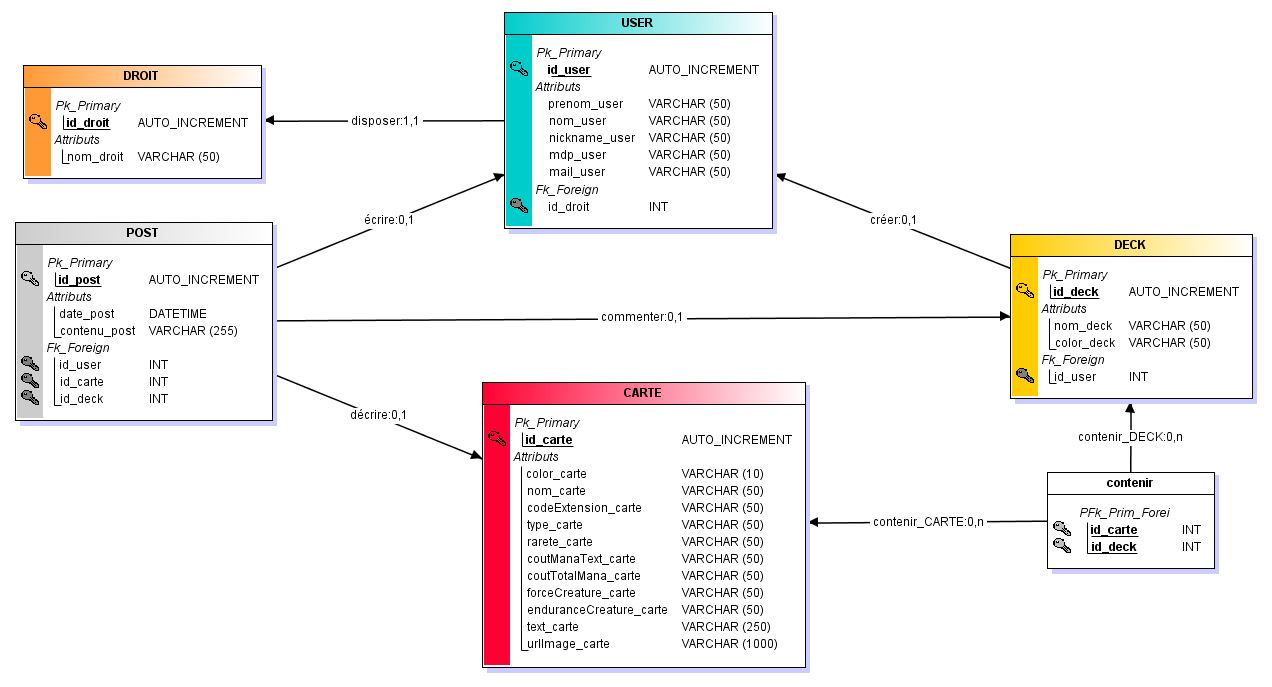 USER
Pk_Primary
id_user AUTO_INCREMENT
Attributs
prenom_user VARCHAR (50)
nom_user VARCHAR (50)
nickname_user VARCHAR (50)
mdp_user VARCHAR (50)
mail_user VARCHAR (50)
Fk_Foreign
id_droit INT
DROIT
Pk_Primary
id_droit AUTO_INCREMENT
Attributs
nom_droit VARCHAR (50)
disposer:1,1
écrire:0,1
créer:0,1
POST
Pk_Primary
id_post AUTO_INCREMENT
Attributs
date_post DATETIME
contenu_post VARCHAR (255)
Fk_Foreign
id_user INT
id_carte INT
id_deck INT
commenter:0,1
DECK
Pk_Primary
id_deck AUTO_INCREMENT
Attributs
nom_deck VARCHAR (50)
color_deck VARCHAR (50)
Fk_Foreign
id_user INT
décrire:0,1
CARTE
Pk_Primary
id_carte AUTO_INCREMENT
Attributs
color_carte VARCHAR (10)
nom_carte VARCHAR (50)
codeExtension_carte VARCHAR (50)
type_carte VARCHAR (50)
rarete_carte VARCHAR (50)
coutManaText_carte VARCHAR (50)
coutTotalMana_carte VARCHAR (50)
forceCreature_carte VARCHAR (50)
enduranceCreature_carte VARCHAR (50)
text_carte VARCHAR (250)
urlImage_carte VARCHAR (1000)
contenir_DECK:0,n
contenir_CARTE:0,n
contenir
PFk_Prim_Forei
id_carte INT
id_deck INT